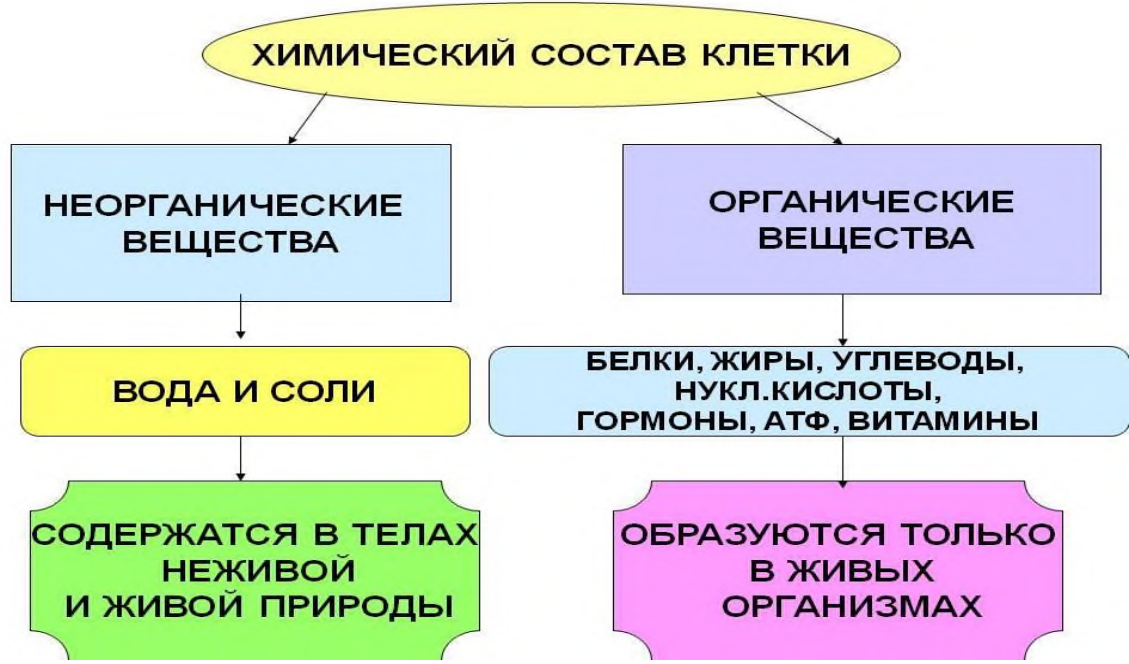 ХИМИЧЕСКИЙ СОСТАВ КЛЕТКИ
НЕОРГАНИЧЕСКИЕ
ВЕЩЕСТВА
ОРГАНИЧЕСКИЕ
ВЕЩЕСТВА
ВОДА И СОЛИ
БЕЛКИ, ЖИРЫ, УГЛЕВОДЫ,
НУКЛ.КИСЛОТЫ,
ГОРМОНЫ, АТФ, ВИТАМИНЫ
СОДЕРЖАТСЯ В ТЕЛАХ
НЕЖИВОЙ
И ЖИВОЙ ПРИРОДЫ
ОБРАЗУЮТСЯ ТОЛЬКО
В ЖИВЫХ
ОРГАНИЗМАХ